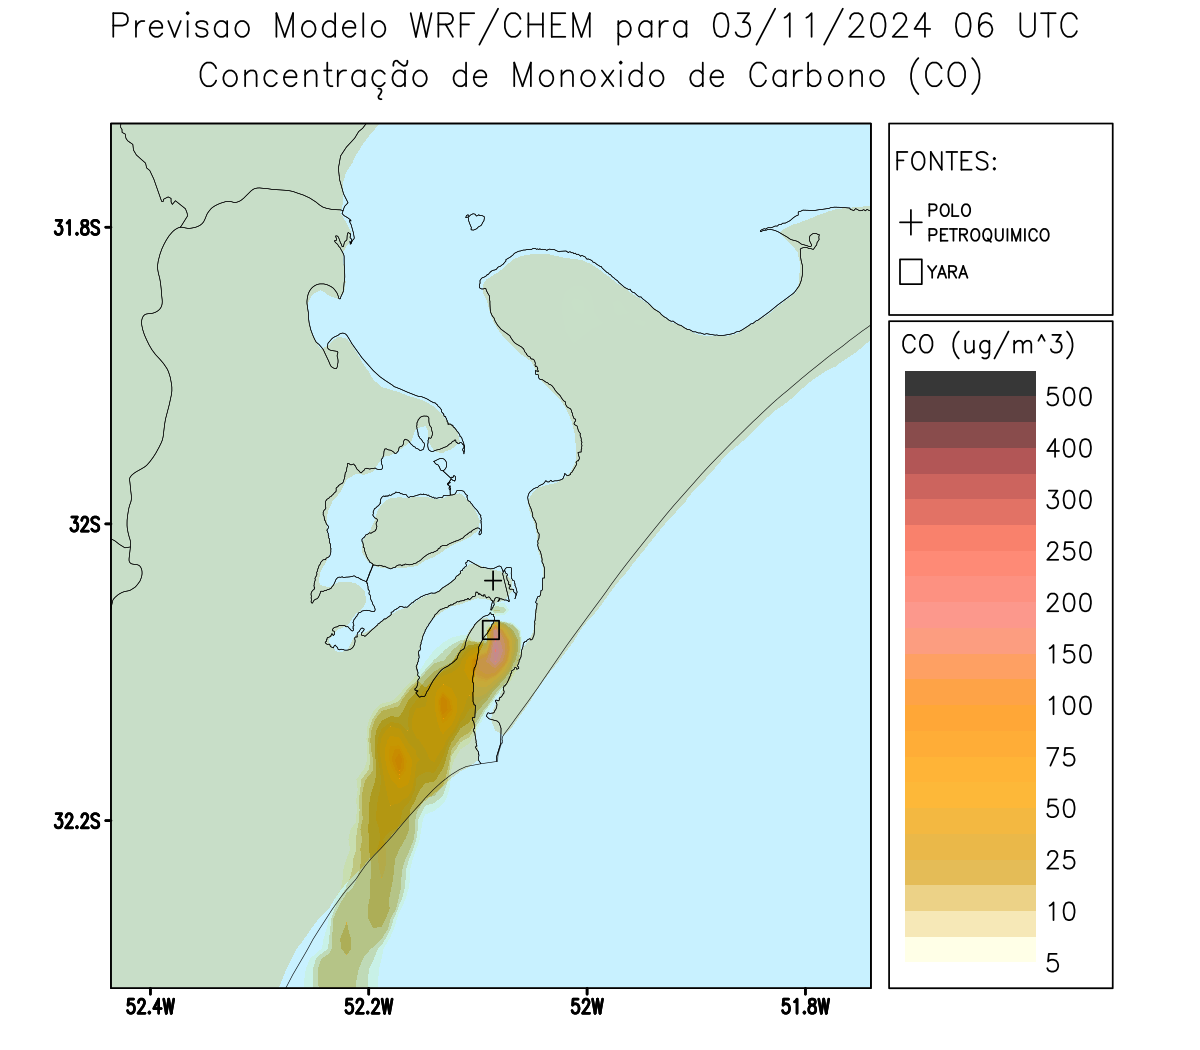 Previsao Modelo WRF/CHEM para 03/11/2024 06 UTC
Concentração de Monoxido de Carbono (CO)
FONTES:
POLO
PETROQUIMICO
YARA
CO (ug/m^3)
500
400
300
250
200
150
100
75
50
25
10
5
31.8S
32S
32.2S
52.4W
52.2W
52W
51.8W